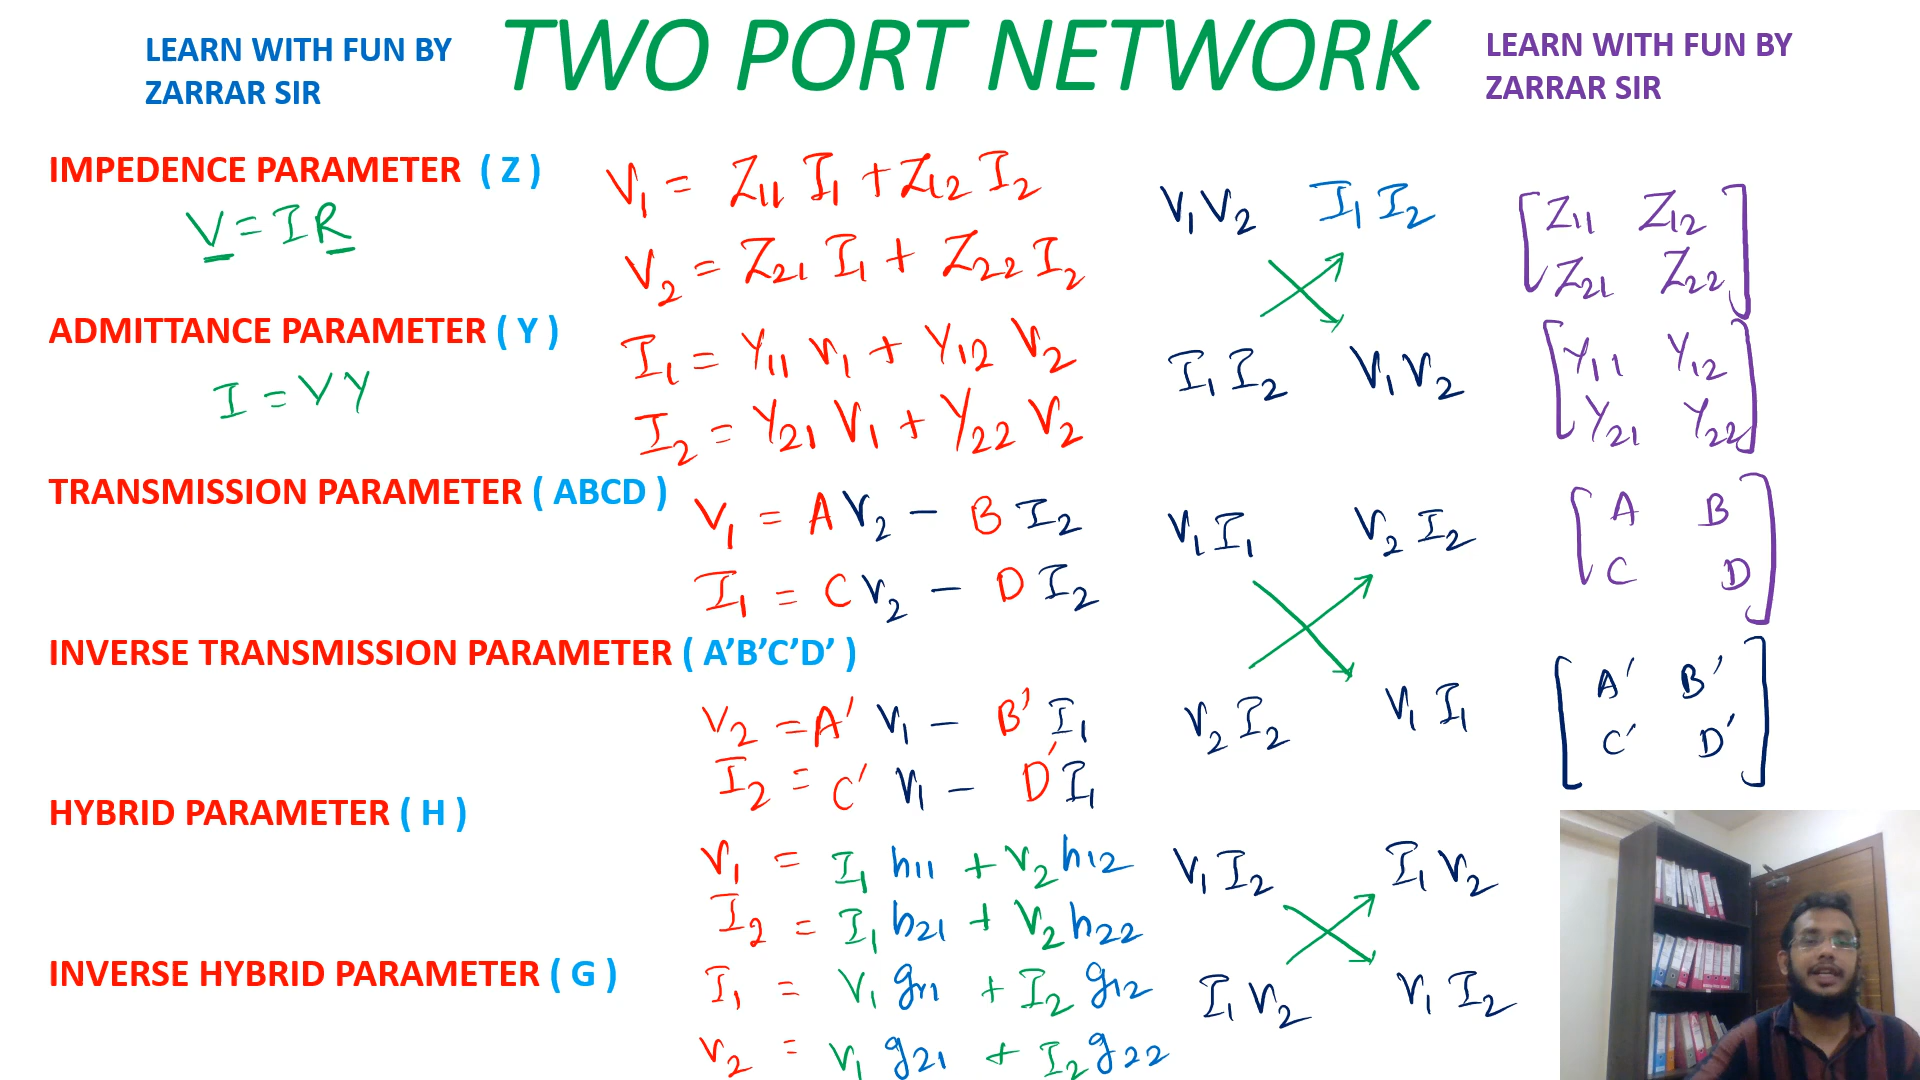 LEARN WITH FUN BY
ZARRAR SIR
TWO PORT NETWORK
LEARN WITH FUN BY
ZARRAR SIR
IMPEDENCE PARAMETER ( Z )
V = IR
V₁ = Z₁₁ I₁ + Z₁₂ I₂
V₂ = Z₂₁ I₁ + Z₂₂ I₂
V₁ V₂ I₁ I₂
Z₁₁ Z₁₂
Z₂₁ Z₂₂
ADMITTANCE PARAMETER ( Y )
I = VY
I₁ = Y₁₁ V₁ + Y₁₂ V₂
I₂ = Y₂₁ V₁ + Y₂₂ V₂
I₁ I₂ V₁ V₂
Y₁₁ Y₁₂
Y₂₁ Y₂₂
TRANSMISSION PARAMETER ( ABCD )
V₁ = A V₂ - B I₂
I₁ = C V₂ - D I₂
V₁ I₁ V₂ I₂
A B
C D
INVERSE TRANSMISSION PARAMETER ( A’B’C’D’ )
V₂ = A' V₁ - B' I₁
I₂ = C' V₁ - D' I₁
V₂ I₂ V₁ I₁
A' B'
C' D'
HYBRID PARAMETER ( H )
V₁ = I₁ h₁₁ + V₂ h₁₂
I₂ = I₁ h₂₁ + V₂ h₂₂
V₁ I₂ I₁ V₂
INVERSE HYBRID PARAMETER ( G )
I₁ = V₁ g₁₁ + I₂ g₁₂
V₂ = V₁ g₂₁ + I₂ g₂₂
I₁ V₂ V₁ I₂